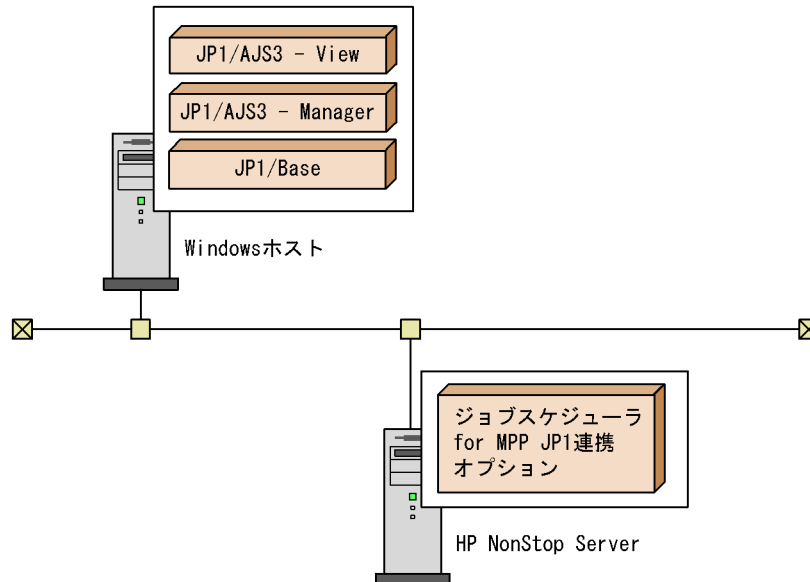 JP1/AJS3 - View
JP1/AJS3 - Manager
JP1/Base
Windowsホスト
ジョブスケジューラ
for MPP JP1連携
オプション
HP NonStop Server